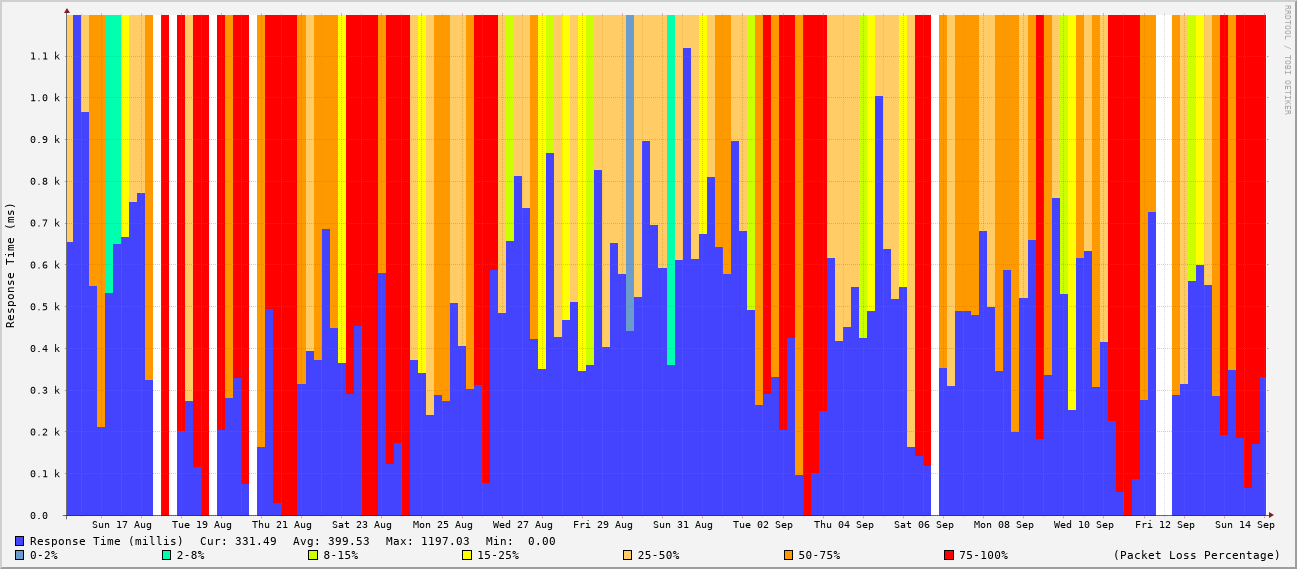 RRDTOOL / TOBI OETIKER
Response Time (ms)
1.1 k
1.0 k
0.9 k
0.8 k
0.7 k
0.6 k
0.5 k
0.4 k
0.3 k
0.2 k
0.1 k
0.0
Sun 17 Aug Tue 19 Aug Thu 21 Aug Sat 23 Aug Mon 25 Aug Wed 27 Aug Fri 29 Aug Sun 31 Aug Tue 02 Sep Thu 04 Sep Sat 06 Sep Mon 08 Sep Wed 10 Sep Fri 12 Sep Sun 14 Sep
Response Time (millis) Cur: 331.49 Avg: 399.53 Max: 1197.03 Min: 0.00
0-2% 2-8% 8-15% 15-25% 25-50% 50-75% 75-100% (Packet Loss Percentage)